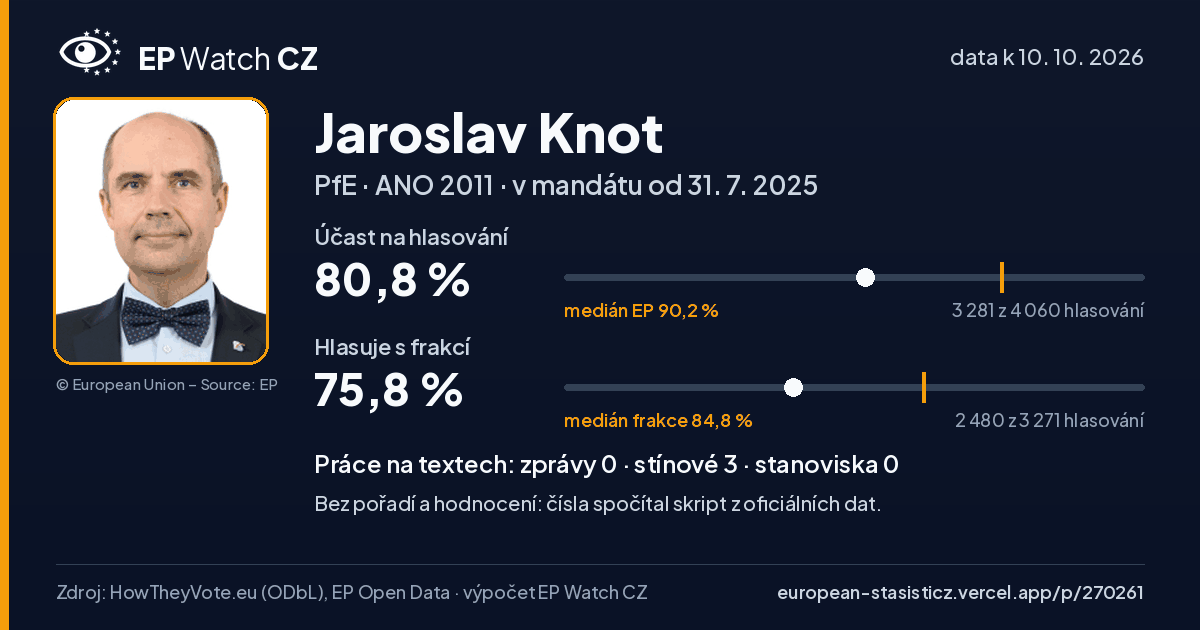 EP Watch CZ
data k 10. 10. 2026
Jaroslav Knot
PfE · ANO 2011 · v mandátu od 31. 7. 2025
Účast na hlasování
80,8 %
medián EP 90,2 %
3 281 z 4 060 hlasování
Hlasuje s frakcí
75,8 %
medián frakce 84,8 %
2 480 z 3 271 hlasování
© European Union – Source: EP
Práce na textech: zprávy 0 · stínové 3 · stanoviska 0
Bez pořadí a hodnocení: čísla spočítal skript z oficiálních dat.
Zdroj: HowTheyVote.eu (ODbL), EP Open Data · výpočet EP Watch CZ
european-stasisticz.vercel.app/p/270261